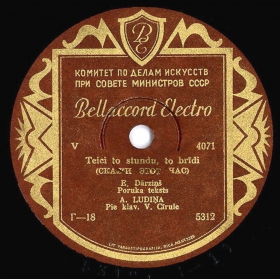 КОМИТЕТ ПО ДЕЛАМ ИСКУССТВ
ПРИ СОВЕТЕ МИНИСТРОВ СССР
Bellaccord Electro
V 4071
Teici to stundu, to brīdi
(СКАЖИ ЭТОТ ЧАС)
E. Dārziņš
Poruka teksts
A. LUDIŅA
Pie klav. V. Cīrule
Г—18 5312